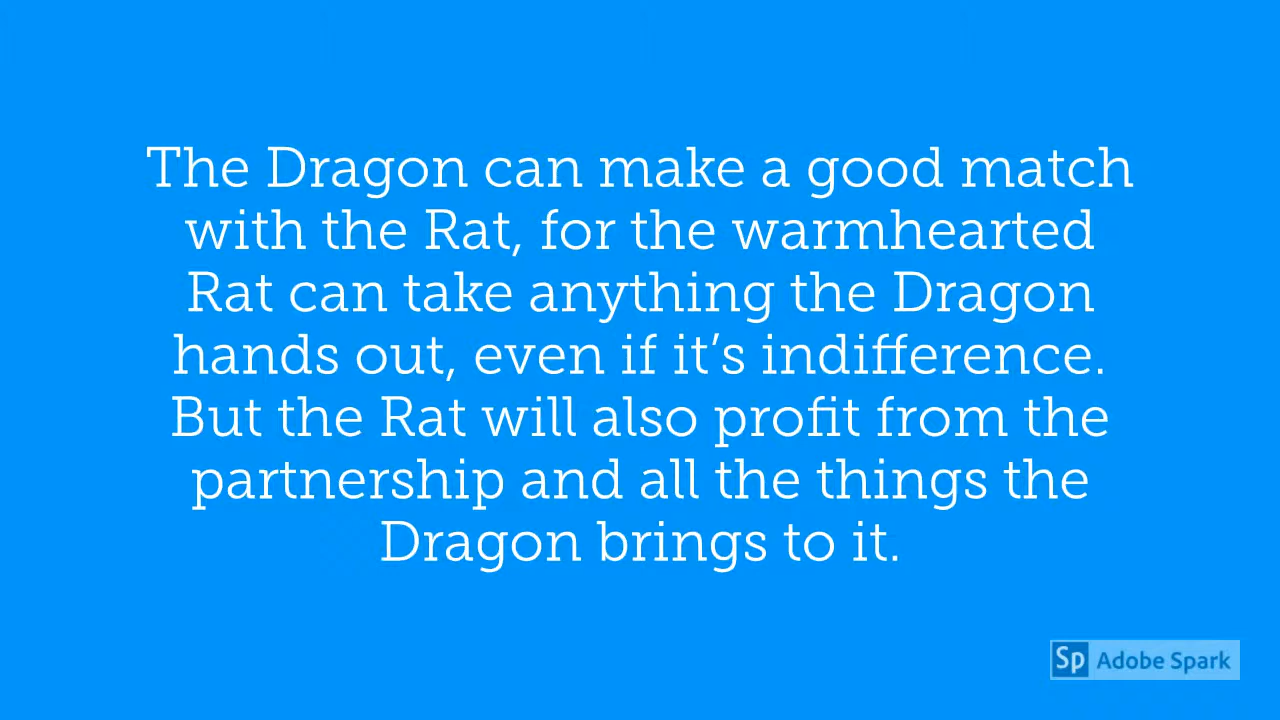 The Dragon can make a good match
with the Rat, for the warmhearted
Rat can take anything the Dragon
hands out, even if it’s indifference.
But the Rat will also profit from the
partnership and all the things the
Dragon brings to it.
Sp Adobe Spark